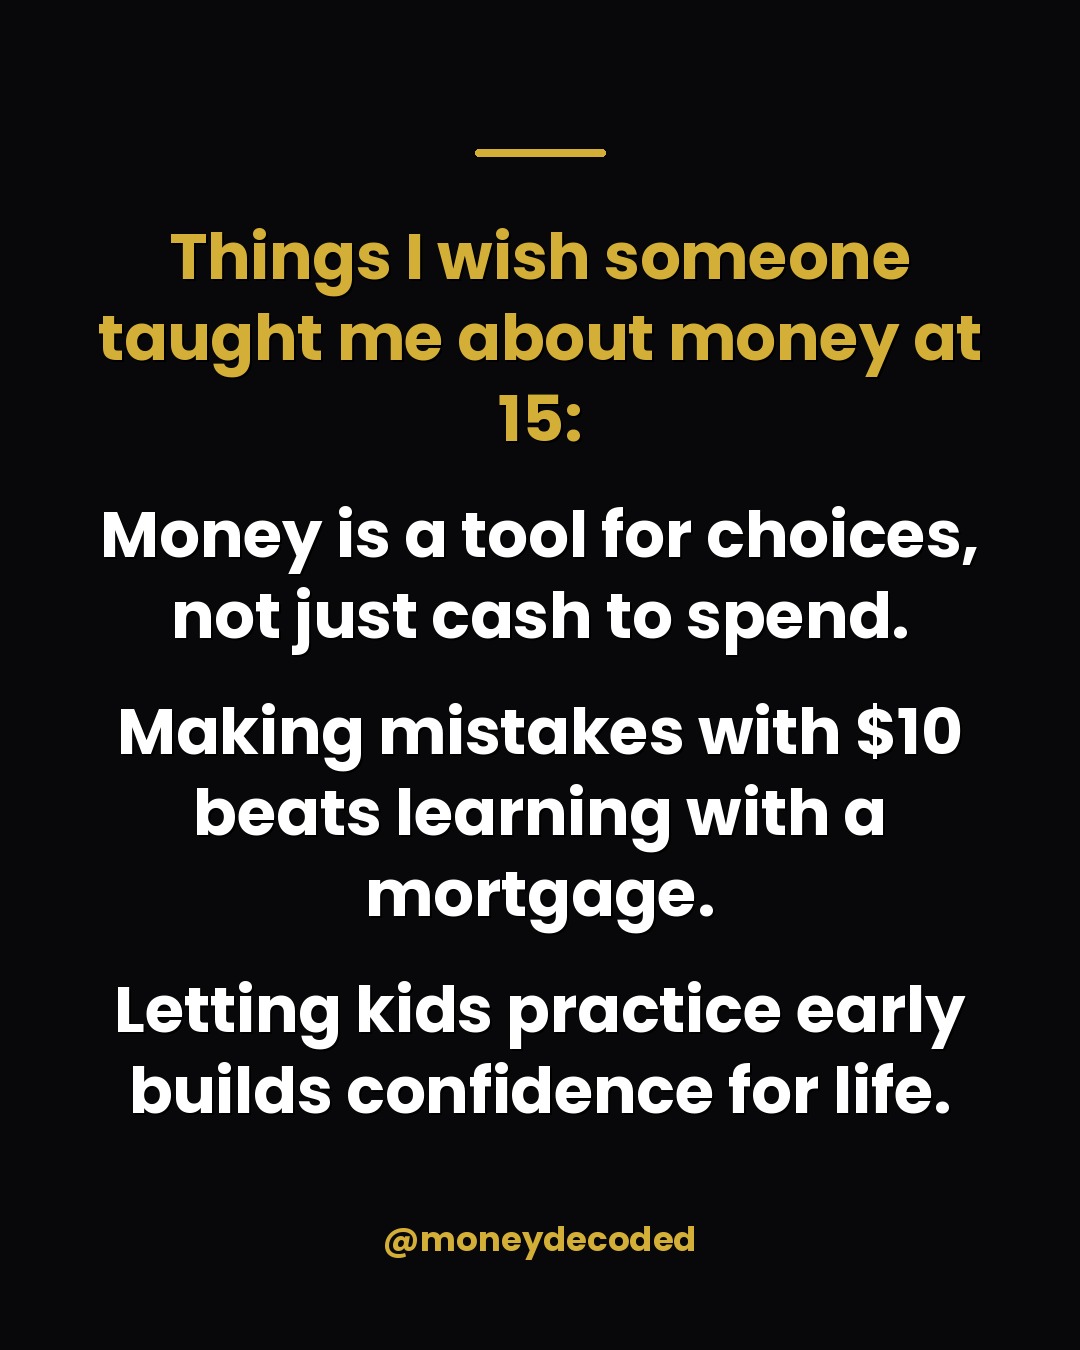 Things I wish someone
taught me about money at
15:
Money is a tool for choices,
not just cash to spend.
Making mistakes with $10
beats learning with a
mortgage.
Letting kids practice early
builds confidence for life.
@moneydecoded